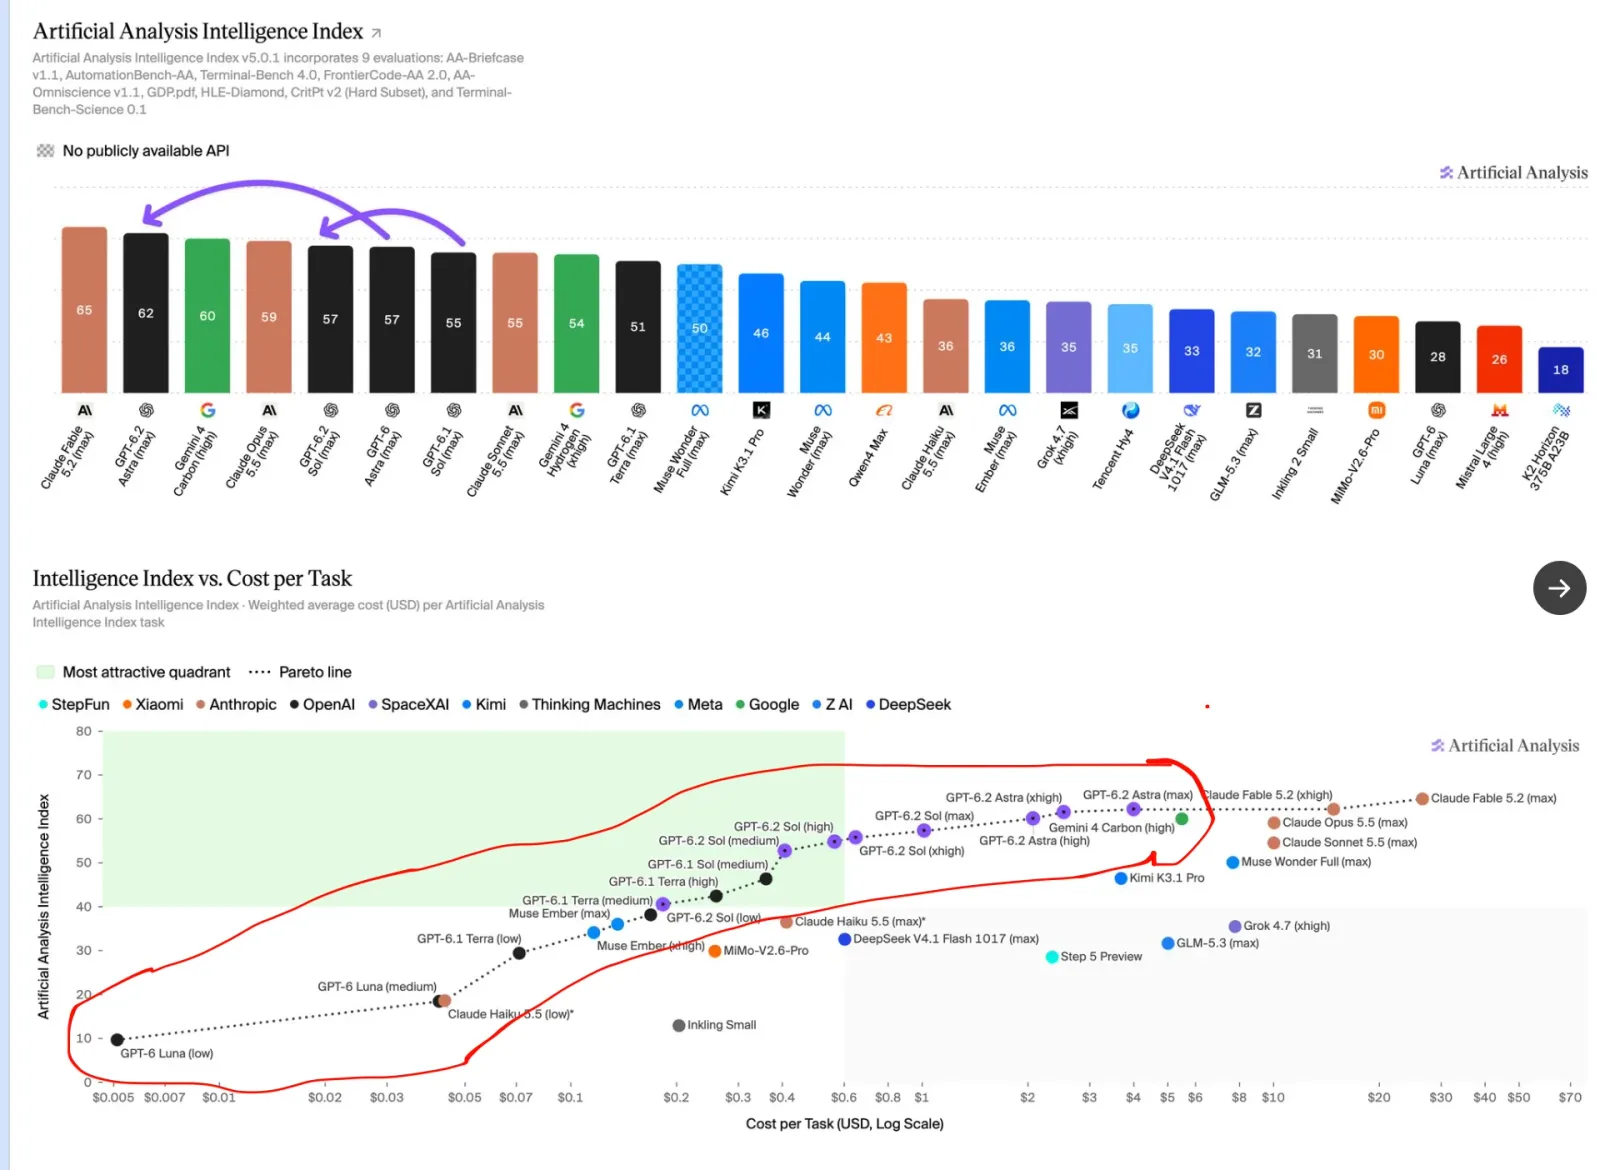 Artificial Analysis Intelligence Index
Artificial Analysis Intelligence Index v5.0.1 incorporates 9 evaluations: AA-Briefcase
v1.1, AutomationBench-AA, Terminal-Bench 4.0, FrontierCode-AA 2.0, AA-
Omniscience v1.1, GDP.pdf, HLE-Diamond, CritPt v2 (Hard Subset), and Terminal-
Bench-Science 0.1
No publicly available API
Artificial Analysis
65
62
60
59
57
57
55
55
54
51
50
46
44
43
36
36
35
35
33
32
31
30
28
26
18
Claude Fable
5.2 (max)
GPT-6.2
Astra (max)
Gemini 4
Carbon (high)
Claude Opus
5.5 (max)
GPT-6.2
Sol (max)
GPT-6
Astra (max)
GPT-6.1
Sol (max)
Claude Sonnet
5.5 (max)
Gemini 4
Hydrogen
(xhigh)
GPT-6.1
Terra (max)
Muse Wonder
Full (max)
Kimi K3.1 Pro
Muse
Wonder (max)
Qwen4 Max
Claude Haiku
5.5 (max)
Muse
Ember (max)
Grok 4.7
(xhigh)
Tencent Hy4
DeepSeek
V4.1 Flash
1017 (max)
GLM-5.3 (max)
Inkling 2 Small
MiMo-V2.6-Pro
GPT-6
Luna (max)
Mistral Large
4 (high)
K2 Horizon
375B A23B
Intelligence Index vs. Cost per Task
Artificial Analysis Intelligence Index · Weighted average cost (USD) per Artificial Analysis
Intelligence Index task
Most attractive quadrant
Pareto line
StepFun
Xiaomi
Anthropic
OpenAI
SpaceXAI
Kimi
Thinking Machines
Meta
Google
Z AI
DeepSeek
Artificial Analysis
Artificial Analysis Intelligence Index
80
70
60
50
40
30
20
10
0
GPT-6.2 Astra (max)
Claude Fable 5.2 (xhigh)
Claude Fable 5.2 (max)
GPT-6.2 Astra (xhigh)
GPT-6.2 Sol (max)
GPT-6.2 Sol (high)
Gemini 4 Carbon (high)
Claude Opus 5.5 (max)
GPT-6.2 Sol (medium)
GPT-6.2 Astra (high)
Claude Sonnet 5.5 (max)
GPT-6.2 Sol (xhigh)
GPT-6.1 Sol (medium)
Muse Wonder Full (max)
GPT-6.1 Terra (high)
Kimi K3.1 Pro
GPT-6.1 Terra (medium)
Muse Ember (max)
GPT-6.2 Sol (low)
Claude Haiku 5.5 (max)*
Grok 4.7 (xhigh)
GPT-6.1 Terra (low)
Muse Ember (xhigh)
DeepSeek V4.1 Flash 1017 (max)
GLM-5.3 (max)
MiMo-V2.6-Pro
Step 5 Preview
GPT-6 Luna (medium)
Claude Haiku 5.5 (low)*
Inkling Small
GPT-6 Luna (low)
$0.005
$0.007
$0.01
$0.02
$0.03
$0.05
$0.07
$0.1
$0.2
$0.3
$0.4
$0.6
$0.8
$1
$2
$3
$4
$5
$6
$8
$10
$20
$30
$40
$50
$70
Cost per Task (USD, Log Scale)